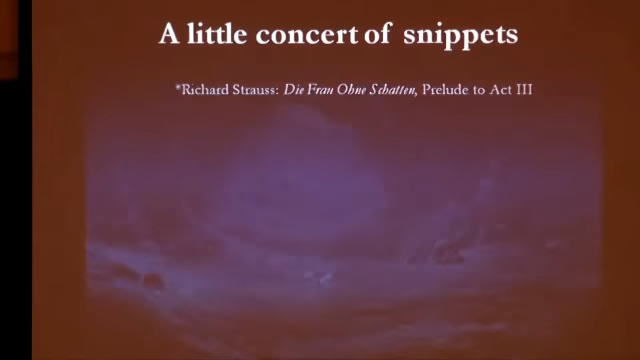 A little concert of snippets
*Richard Strauss: Die Frau Ohne Schatten, Prelude to Act III